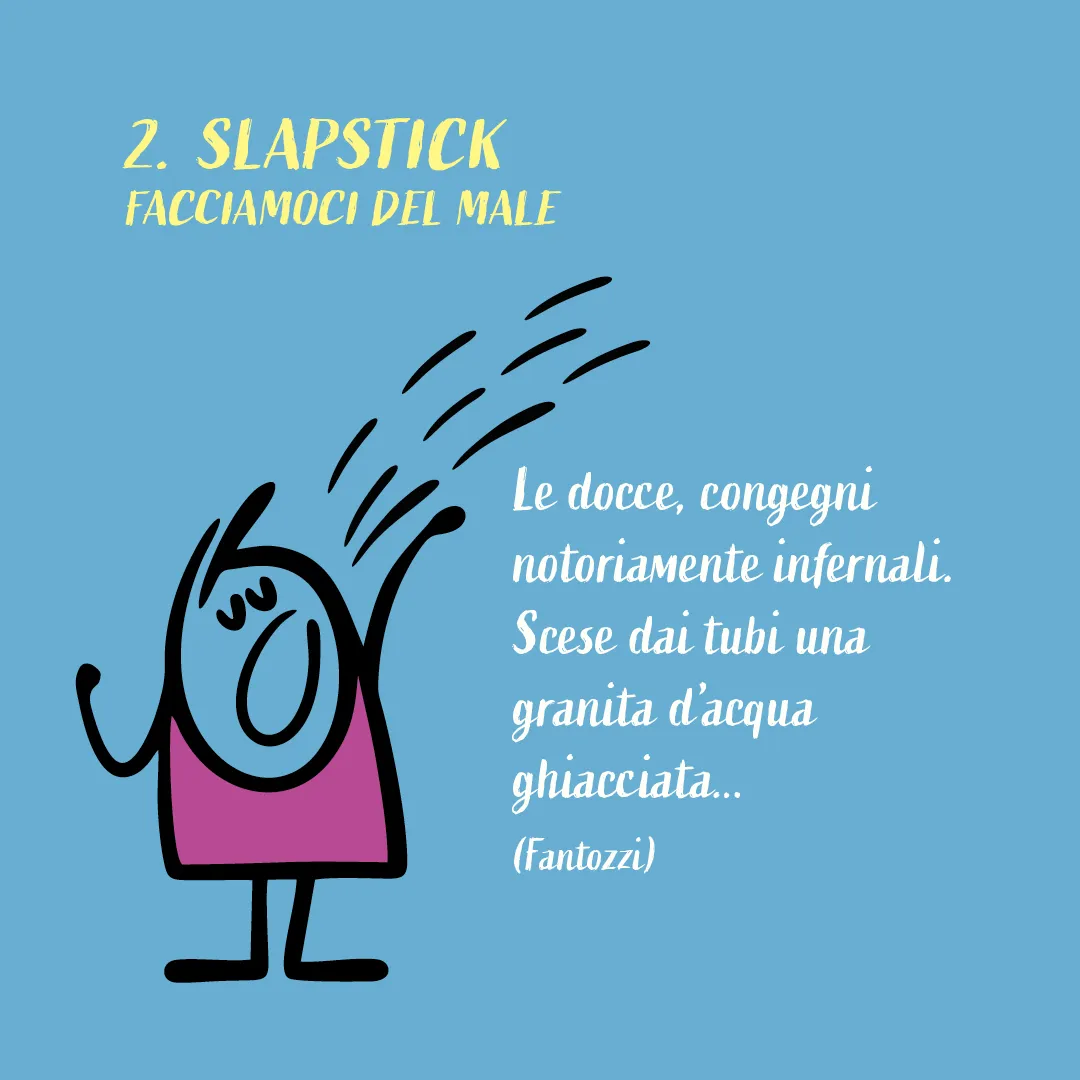 2. SLAPSTICK
FACCIAMOCI DEL MALE
Le docce, congegni
notoriamente infernali.
Scese dai tubi una
granita d'acqua
ghiacciata...
(Fantozzi)